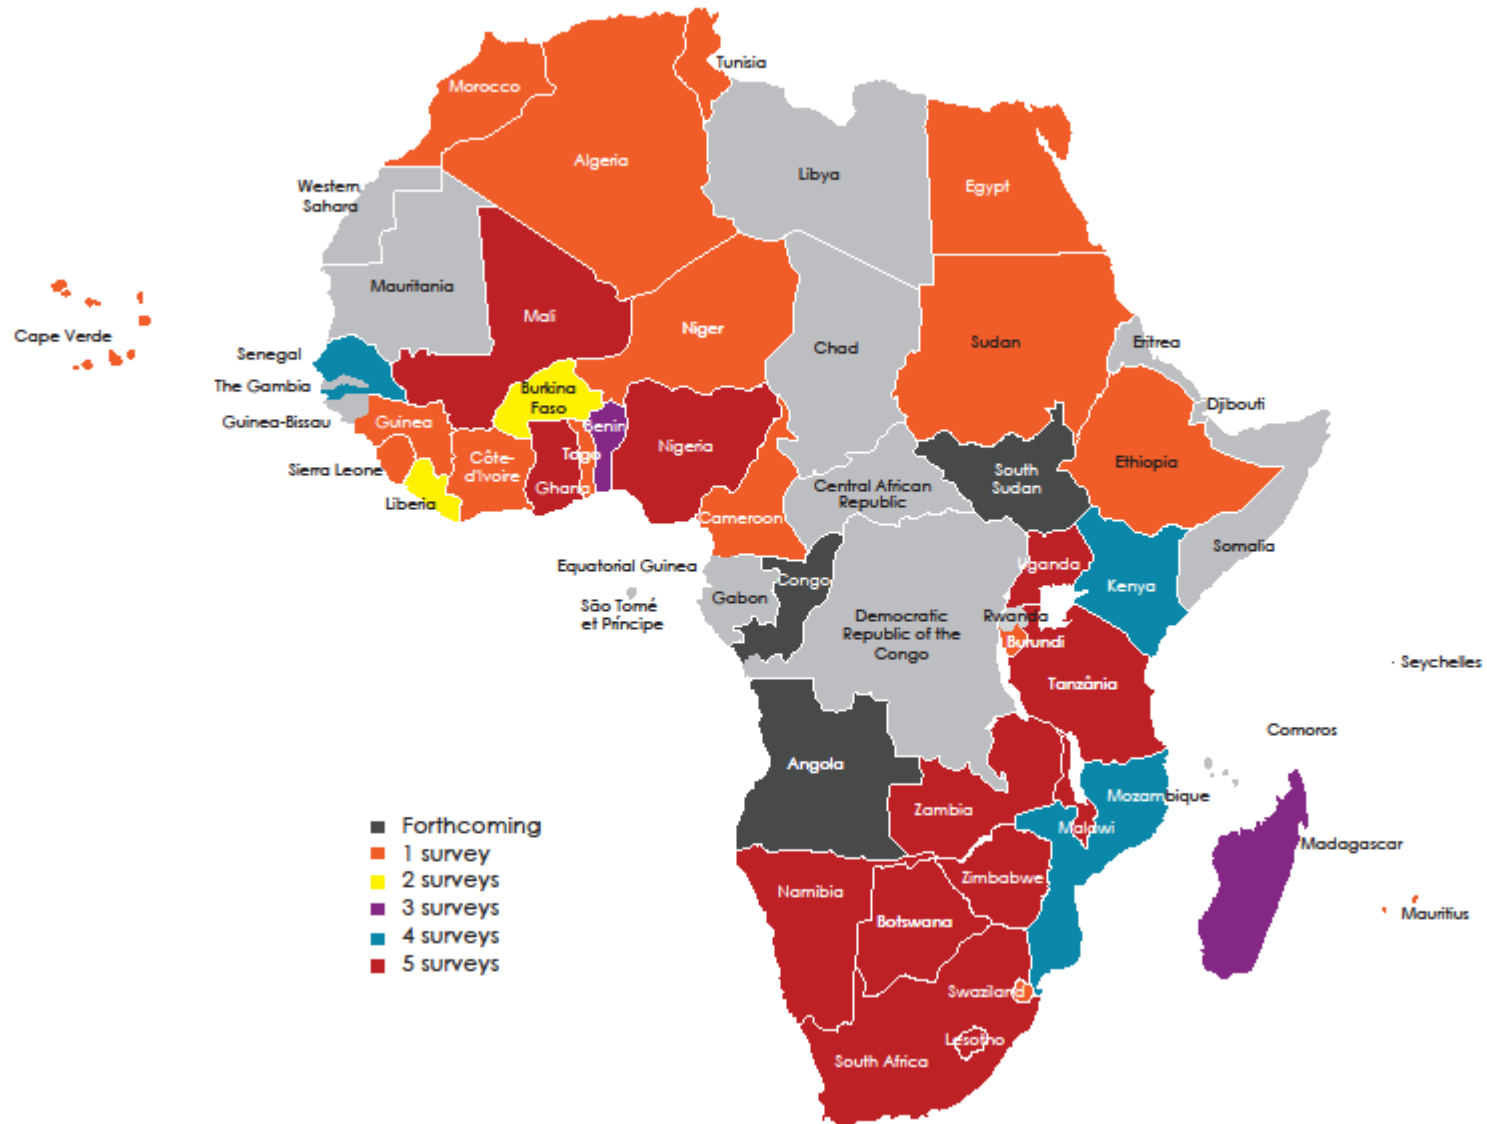 Tunisia
Morocco
Algeria
Libya
Egypt
Western
Sahara
Mauritania
Mali
Niger
Chad
Sudan
Eritrea
Cape Verde
Senegal
The Gambia
Guinea-Bissau
Guinea
Burkina
Faso
Benin
Nigeria
Djibouti
Sierra Leone
Côte-
d'Ivoire
Togo
Ghana
Liberia
Ethiopia
South
Sudan
Central African
Republic
Cameroon
Somalia
Equatorial Guinea
Uganda
Kenya
São Tomé
et Príncipe
Gabon
Congo
Democratic
Republic of the
Congo
Rwanda
Burundi
Tanzânia
Seychelles
Comoros
Angola
Zambia
Mozambique
Malawi
Madagascar
Zimbabwe
Namibia
Botswana
Mauritius
Swaziland
Lesotho
South Africa
Forthcoming
1 survey
2 surveys
3 surveys
4 surveys
5 surveys